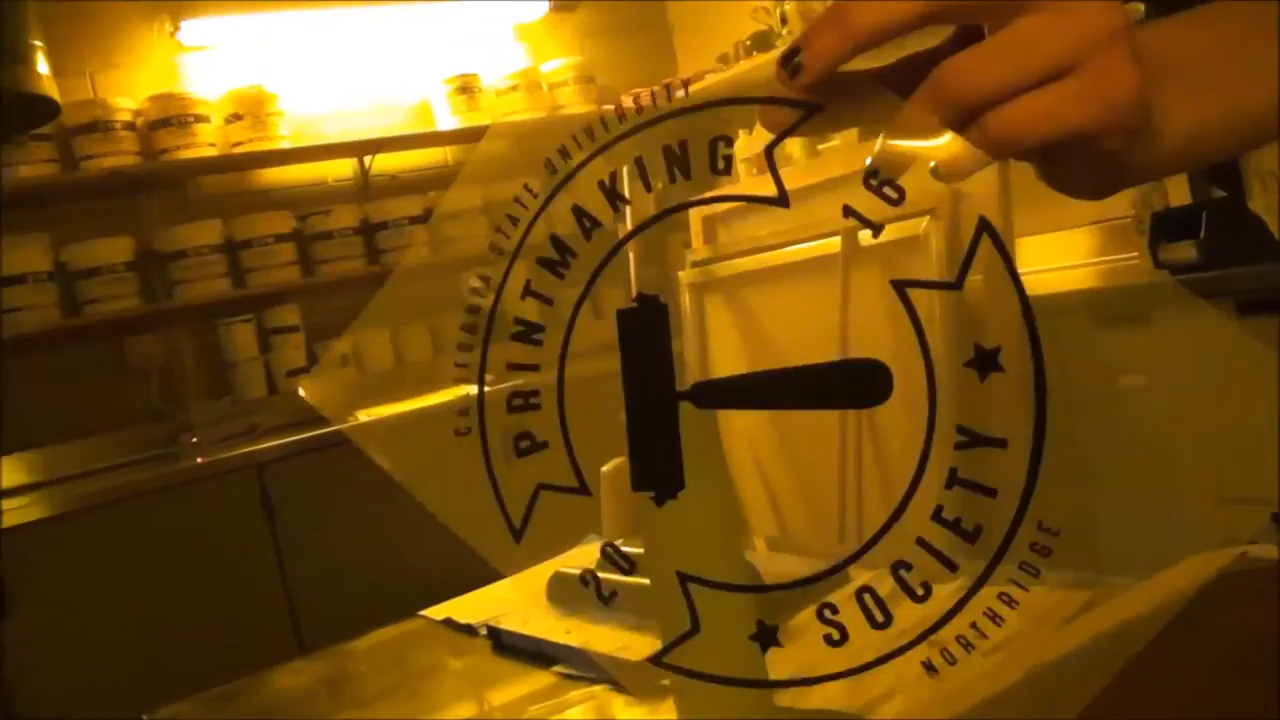 CALIFORNIA STATE UNIVERSITY
PRINTMAKING
20 16
SOCIETY
NORTHRIDGE